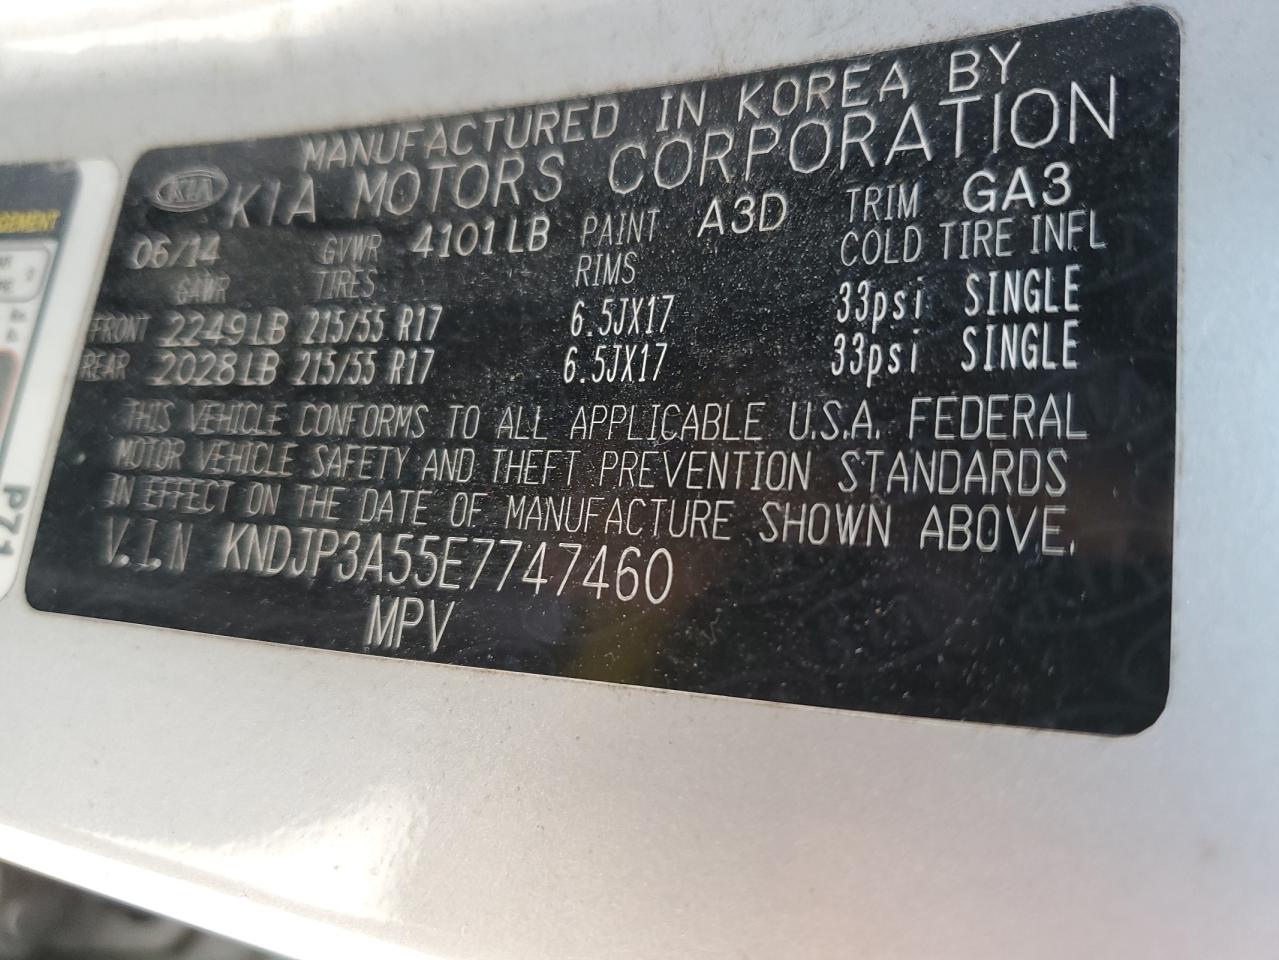 MANUFACTURED IN KOREA BY
KIA KIA MOTORS CORPORATION
06/14 GVWR 4101LB PAINT A3D TRIM GA3
GAWR TIRES RIMS COLD TIRE INFL
FRONT 2249LB 215/55 R17 6.5JX17 33psi SINGLE
REAR 2028LB 215/55 R17 6.5JX17 33psi SINGLE
THIS VEHICLE CONFORMS TO ALL APPLICABLE U.S.A. FEDERAL
MOTOR VEHICLE SAFETY AND THEFT PREVENTION STANDARDS
IN EFFECT ON THE DATE OF MANUFACTURE SHOWN ABOVE.
V.I.N KNDJP3A55E7747460
MPV
P71